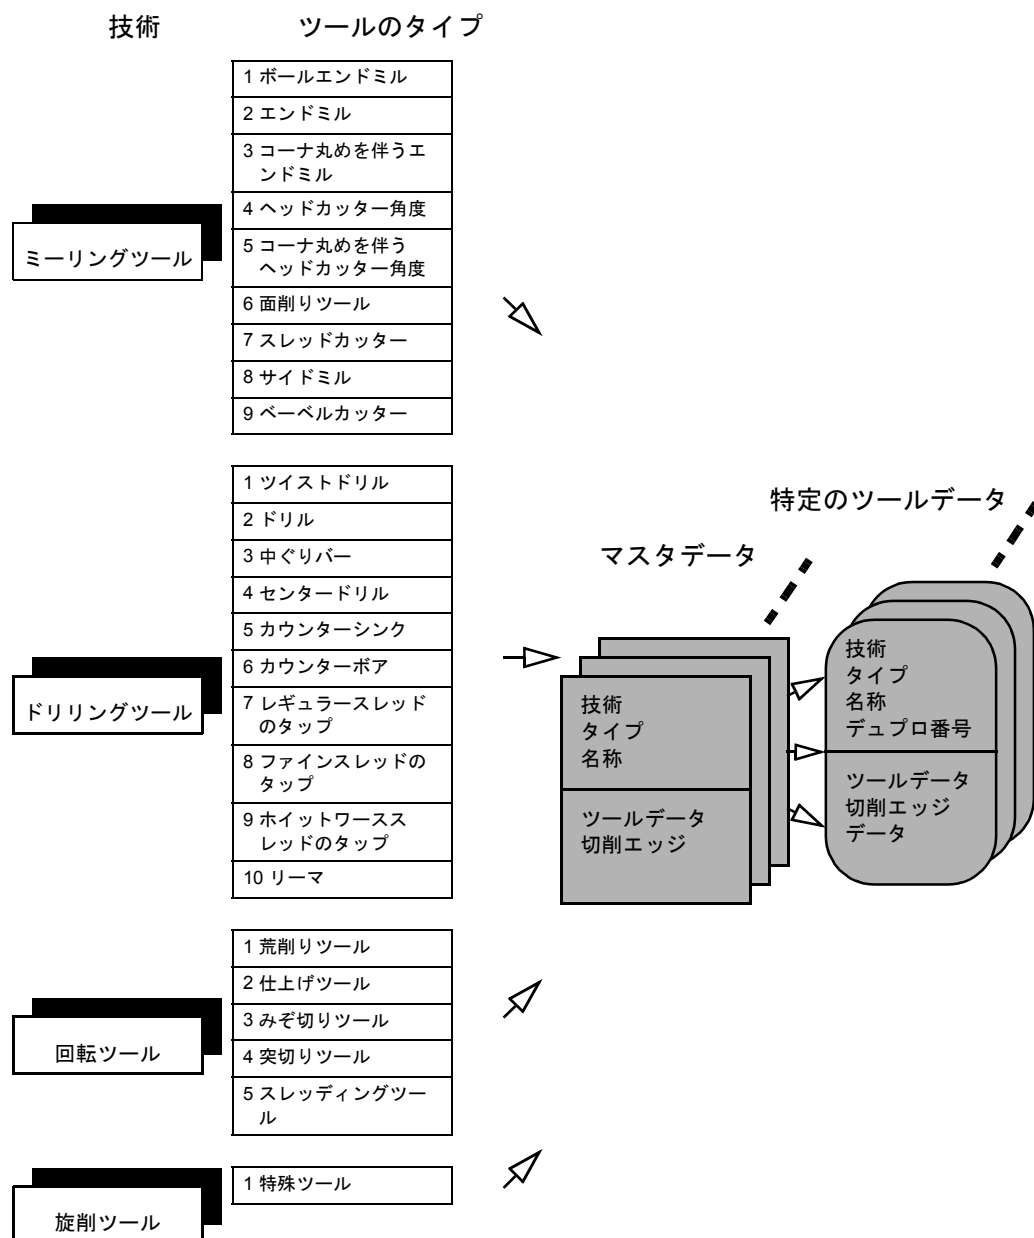 技術
ツールのタイプ
1 ボールエンドミル
2 エンドミル
3 コーナ丸めを伴うエ
ンドミル
4 ヘッドカッター角度
5 コーナ丸めを伴う
ヘッドカッター角度
6 面削りツール
7 スレッドカッター
8 サイドミル
9 ベーベルカッター
ミーリングツール
1 ツイストドリル
2 ドリル
3 中ぐりバー
4 センタードリル
5 カウンターシンク
6 カウンターボア
7 レギュラースレッド
のタップ
8 ファインスレッドの
タップ
9 ホイットワースス
レッドのタップ
10 リーマ
ドリリングツール
マスタデータ
特定のツールデータ
技術
タイプ
名称
ツールデータ
切削エッジ
技術
タイプ
名称
デュプロ番号
ツールデータ
切削エッジ
データ
1 荒削りツール
2 仕上げツール
3 みぞ切りツール
4 突切りツール
5 スレッディングツー
ル
回転ツール
1 特殊ツール
旋削ツール